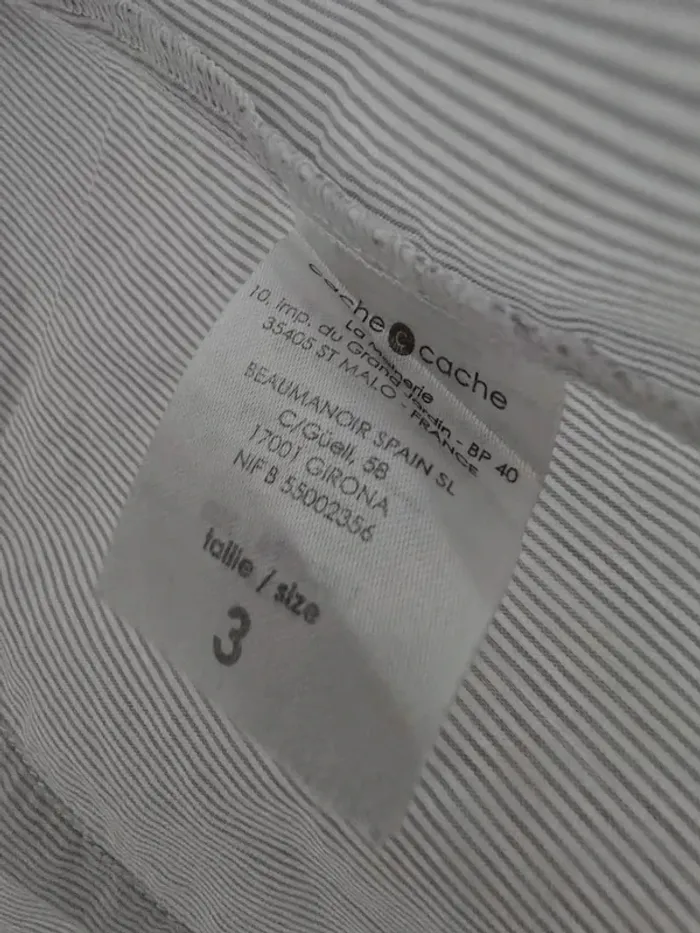 cache cache
La Moinerie
10, Imp. du Grand Jardin - BP 40
35405 ST MALO - FRANCE
BEAUMANOIR SPAIN SL
C/Güell, 58
17001 GIRONA
NIF B 55002356
taille / size
3